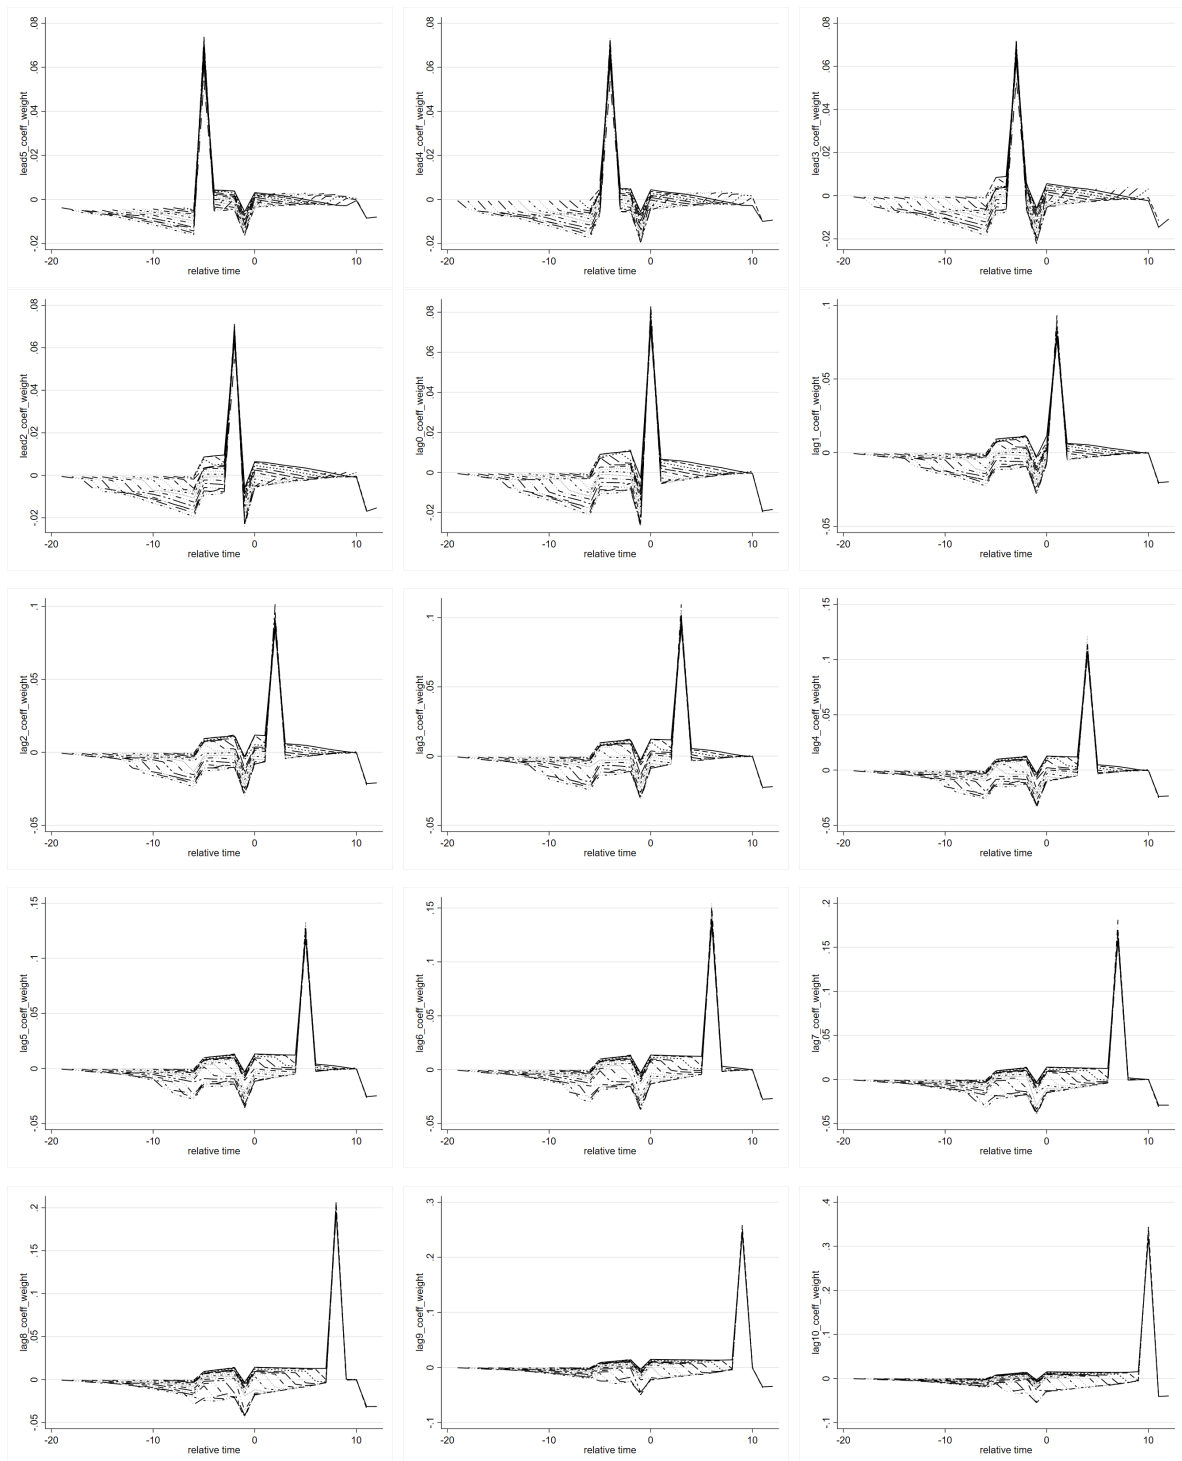 .08
.06
.04
.02
0
-.02
lead5_coeff_weight
-20 -10 0 10
relative time
.08
.06
.04
.02
0
-.02
lead4_coeff_weight
-20 -10 0 10
relative time
.08
.06
.04
.02
0
-.02
lead3_coeff_weight
-20 -10 0 10
relative time
.08
.06
.04
.02
0
-.02
lead2_coeff_weight
-20 -10 0 10
relative time
.08
.06
.04
.02
0
-.02
lag0_coeff_weight
-20 -10 0 10
relative time
.1
.05
0
-.05
lag1_coeff_weight
-20 -10 0 10
relative time
.1
.05
0
-.05
lag2_coeff_weight
-20 -10 0 10
relative time
.1
.05
0
-.05
lag3_coeff_weight
-20 -10 0 10
relative time
.15
.1
.05
0
-.05
lag4_coeff_weight
-20 -10 0 10
relative time
.15
.1
.05
0
-.05
lag5_coeff_weight
-20 -10 0 10
relative time
.15
.1
.05
0
-.05
lag6_coeff_weight
-20 -10 0 10
relative time
.2
.15
.1
.05
0
-.05
lag7_coeff_weight
-20 -10 0 10
relative time
.2
.15
.1
.05
0
-.05
lag8_coeff_weight
-20 -10 0 10
relative time
.3
.2
.1
0
-.1
lag9_coeff_weight
-20 -10 0 10
relative time
.4
.3
.2
.1
0
-.1
lag10_coeff_weight
-20 -10 0 10
relative time